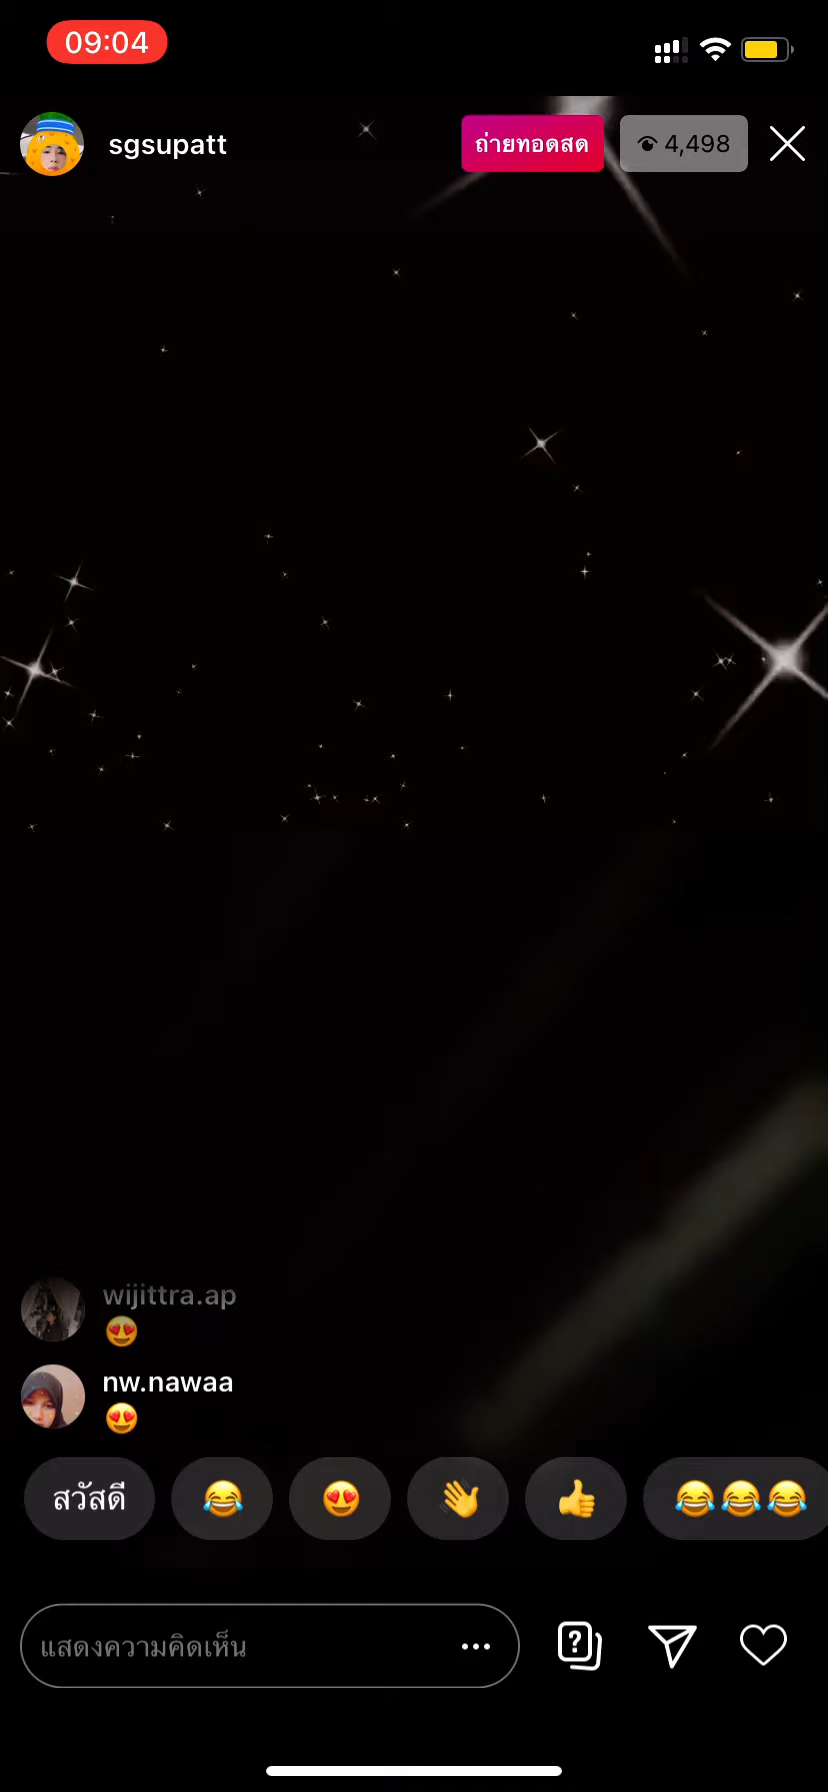 09:04
sgsupatt
ถ่ายทอดสด
4,498
wijittra.ap
😍
nw.nawaa
😍
สวัสดี 😂 😍 👋 👍 😂😂😂
แสดงความคิดเห็น